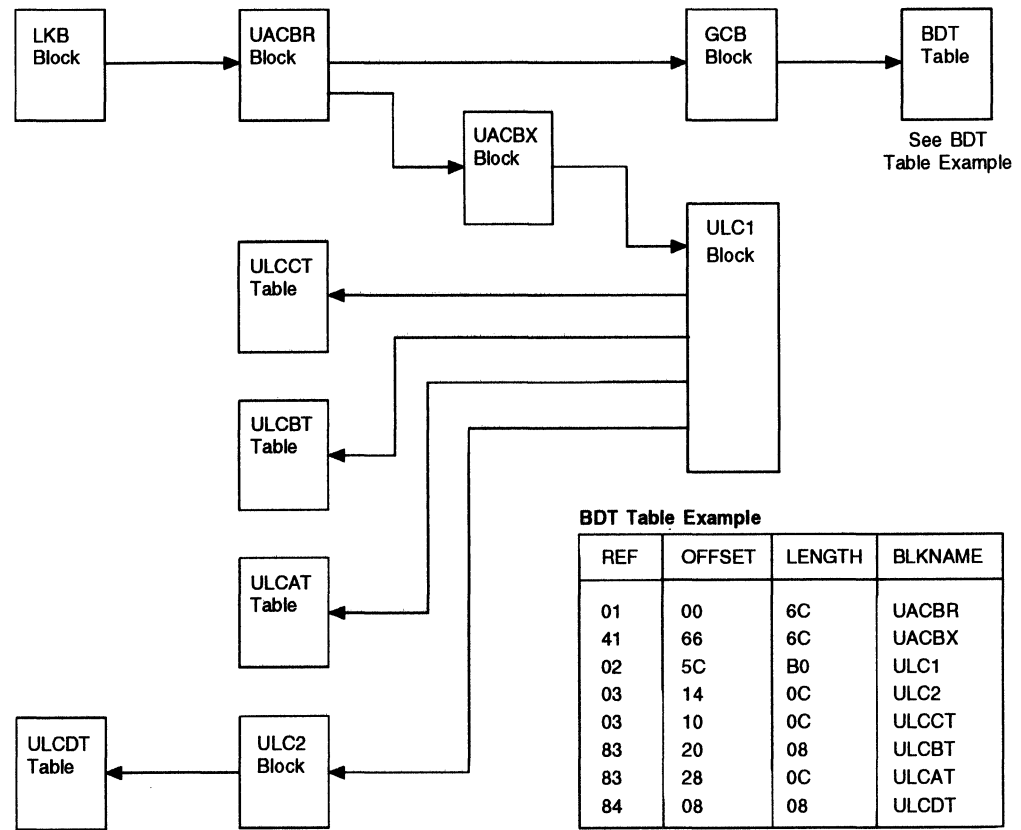 LKB
Block
UACBR
Block
GCB
Block
BDT
Table
See BDT
Table Example
UACBX
Block
ULC1
Block
ULCCT
Table
ULCBT
Table
ULCAT
Table
ULCDT
Table
ULC2
Block
BDT Table Example
REF OFFSET LENGTH BLKNAME
01 00 6C UACBR
41 66 6C UACBX
02 5C B0 ULC1
03 14 0C ULC2
03 10 0C ULCCT
83 20 08 ULCBT
83 28 0C ULCAT
84 08 08 ULCDT